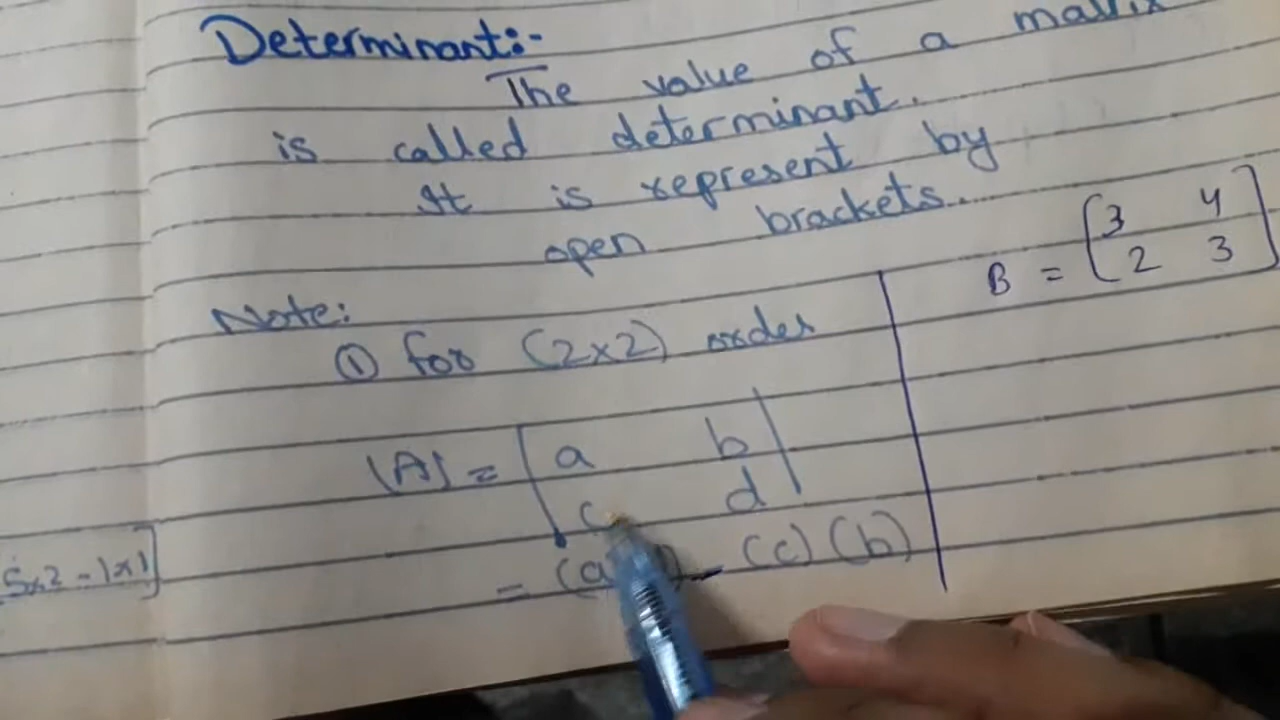 Determinant:-
The value of a matrix
is called determinant.
It is represent by
open brackets..
Note:
① for (2x2) order
|A| = | a b |
| c d |
= (a - (c) (b)
B = [ 3 4 ]
[ 2 3 ]
5x2 - 1x1]